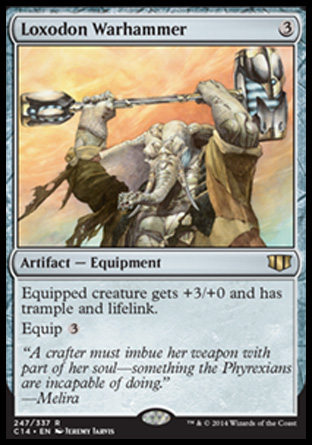 Loxodon Warhammer 3
Artifact — Equipment
Equipped creature gets +3/+0 and has
trample and lifelink.
Equip 3
“A crafter must imbue her weapon with
part of her soul—something the Phyrexians
are incapable of doing.”
—Melira
247/337 R
C14 • EN Jeremy Jarvis
™ & © 2014 Wizards of the Coast